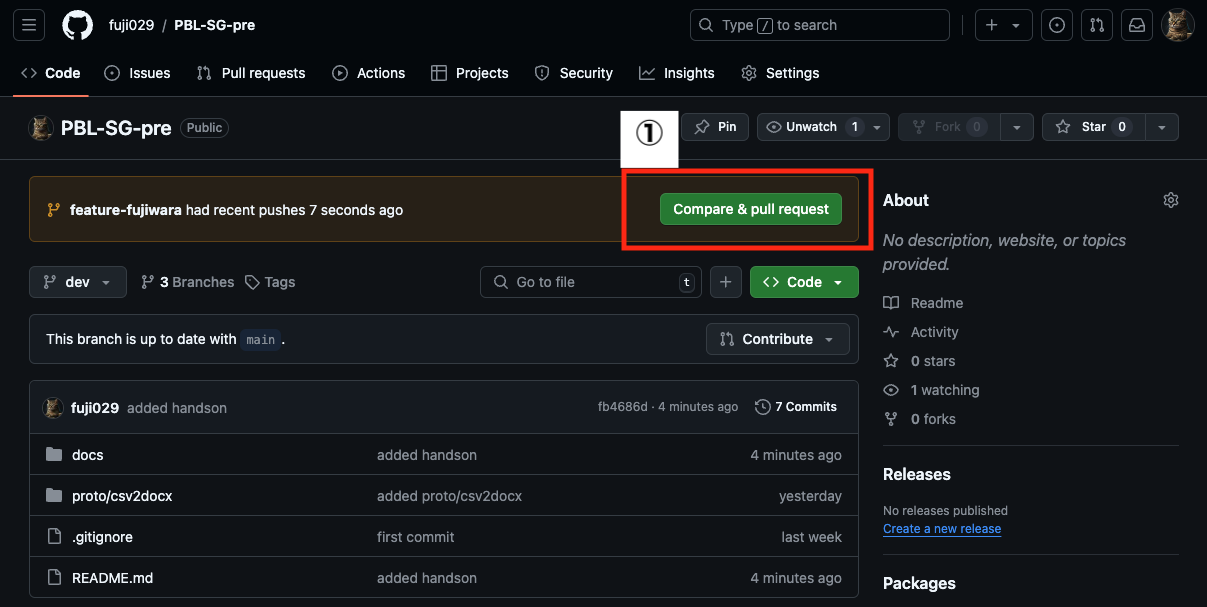 fuji029 / PBL-SG-pre
Type / to search
Code
Issues
Pull requests
Actions
Projects
Security
Insights
Settings
PBL-SG-pre Public
①
Pin
Unwatch 1
Fork 0
Star 0
feature-fujiwara had recent pushes 7 seconds ago
Compare & pull request
dev
3 Branches
Tags
Go to file t
Code
This branch is up to date with main .
Contribute
fuji029 added handson
fb4686d · 4 minutes ago
7 Commits
docs added handson 4 minutes ago
proto/csv2docx added proto/csv2docx yesterday
.gitignore first commit last week
README.md added handson 4 minutes ago
About
No description, website, or topics
provided.
Readme
Activity
0 stars
1 watching
0 forks
Releases
No releases published
Create a new release
Packages